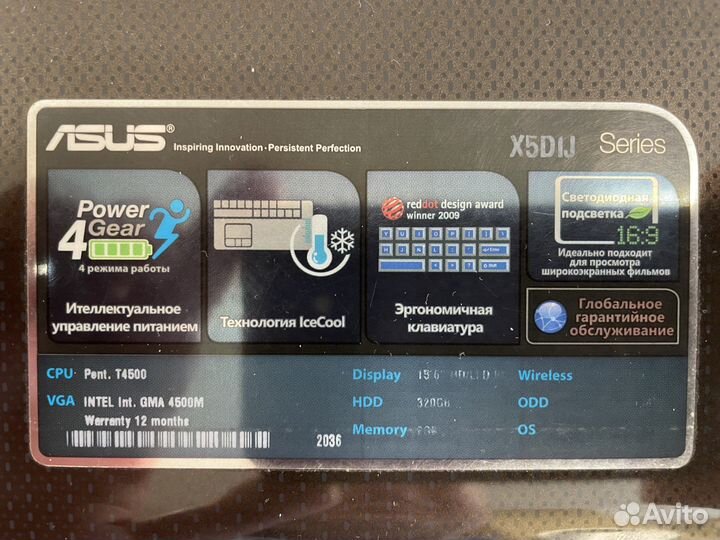 ASUS® Inspiring Innovation · Persistent Perfection
X5DIJ Series
Power
4 Gear
4 режима работы
Ителлектуальное
управление питанием
Технология IceCool
reddot design award
winner 2009
Эргономичная
клавиатура
Светодиодная
подсветка
16:9
Идеально подходит
для просмотра
широкоэкранных фильмов
Глобальное
гарантийное
обслуживание
CPU Pent. T4500
VGA INTEL Int. GMA 4500M
Warranty 12 months
2036
Display 15.6"
HDD 320GB
Memory
Wireless
ODD
OS
Avito